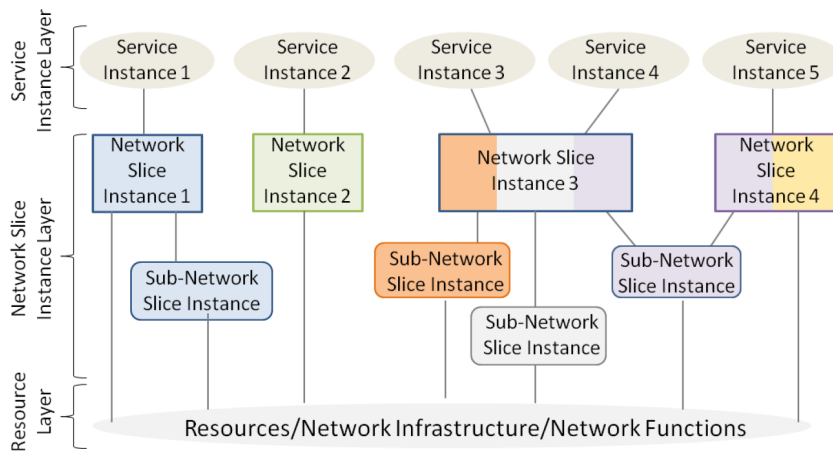 Service
Instance Layer
Service
Instance 1
Service
Instance 2
Service
Instance 3
Service
Instance 4
Service
Instance 5
Network Slice
Instance Layer
Network
Slice
Instance 1
Network
Slice
Instance 2
Network Slice
Instance 3
Network
Slice
Instance 4
Sub-Network
Slice Instance
Sub-Network
Slice Instance
Sub-Network
Slice Instance
Sub-Network
Slice Instance
Resource
Layer
Resources/Network Infrastructure/Network Functions